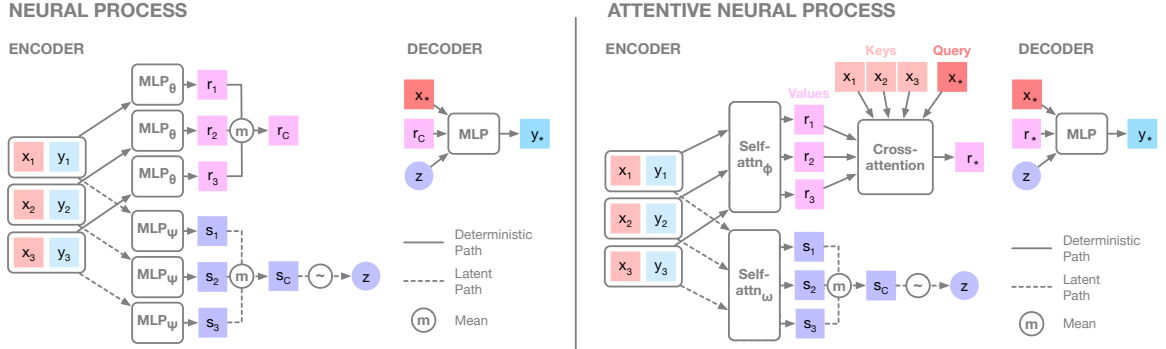 NEURAL PROCESS
ENCODER
DECODER
MLPθ
r1
MLPθ
r2
m
rC
MLPθ
r3
x1 y1
x2 y2
x3 y3
MLPΨ
s1
MLPΨ
s2
m
sC
~
z
MLPΨ
s3
x*
rC
MLP
y*
z
Deterministic
Path
Latent
Path
m Mean
ATTENTIVE NEURAL PROCESS
ENCODER
DECODER
Keys
Query
x1 x2 x3 x*
Values
r1
r2
r3
Self-
attnϕ
Cross-
attention
r*
x1 y1
x2 y2
x3 y3
Self-
attnω
s1
s2
s3
m
sC
~
z
x*
r*
MLP
y*
z
Deterministic
Path
Latent
Path
m Mean